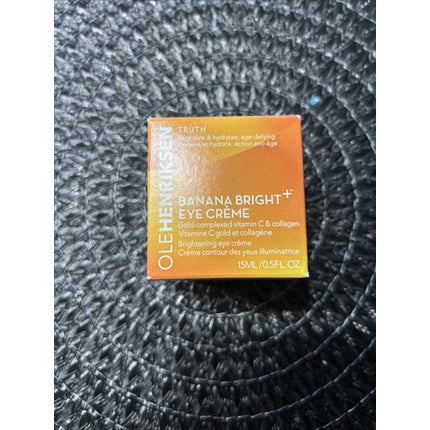 OLEHENRIKSEN
TRUTH
Brightens & hydrates, age-defying
Illumine et hydrate, action anti-âge
BANANA BRIGHT+
EYE CRÈME
Gold-complexed vitamin C & collagen
Vitamine C gold et collagène
Brightening eye crème
Crème contour des yeux illuminatrice
15ML /0.5FL. OZ.